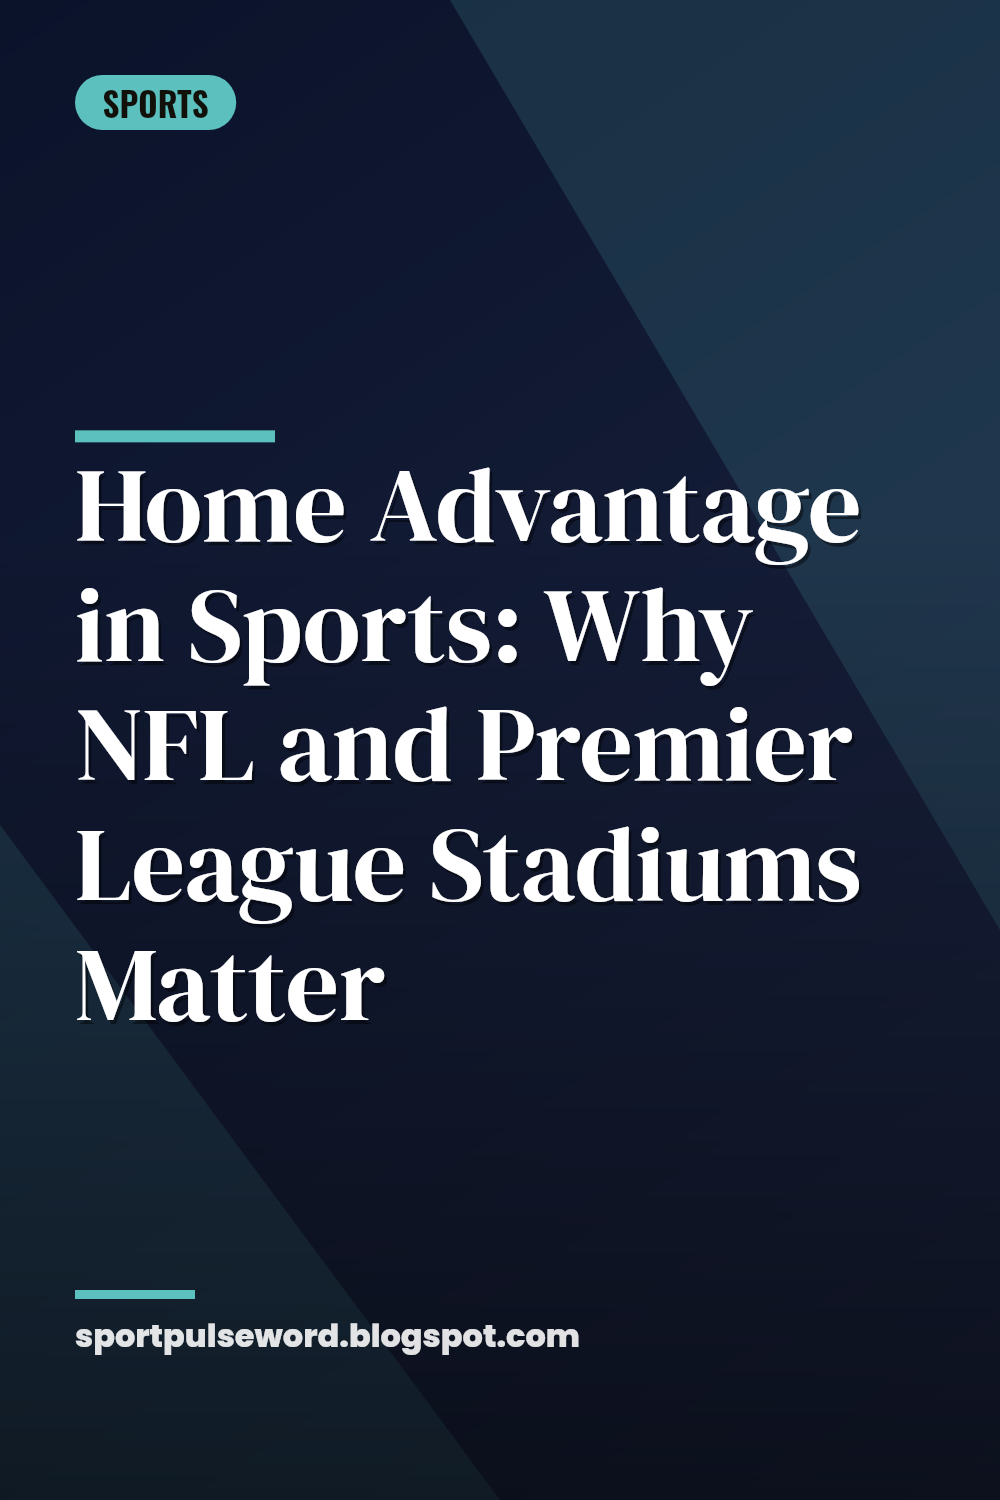 SPORTS
Home Advantage
in Sports: Why
NFL and Premier
League Stadiums
Matter
sportpulseword.blogspot.com